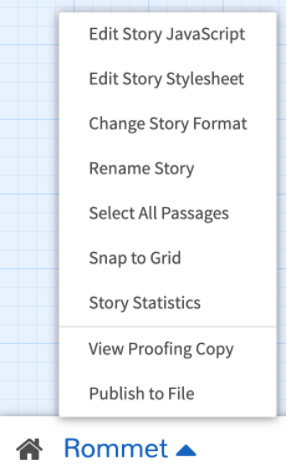 Edit Story JavaScript
Edit Story Stylesheet
Change Story Format
Rename Story
Select All Passages
Snap to Grid
Story Statistics
View Proofing Copy
Publish to File
Rommet